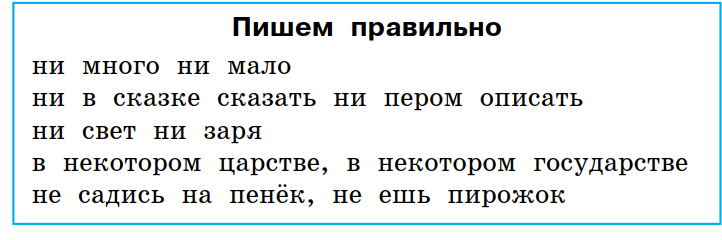 Пишем правильно
ни много ни мало
ни в сказке сказать ни пером описать
ни свет ни заря
в некотором царстве, в некотором государстве
не садись на пенёк, не ешь пирожок